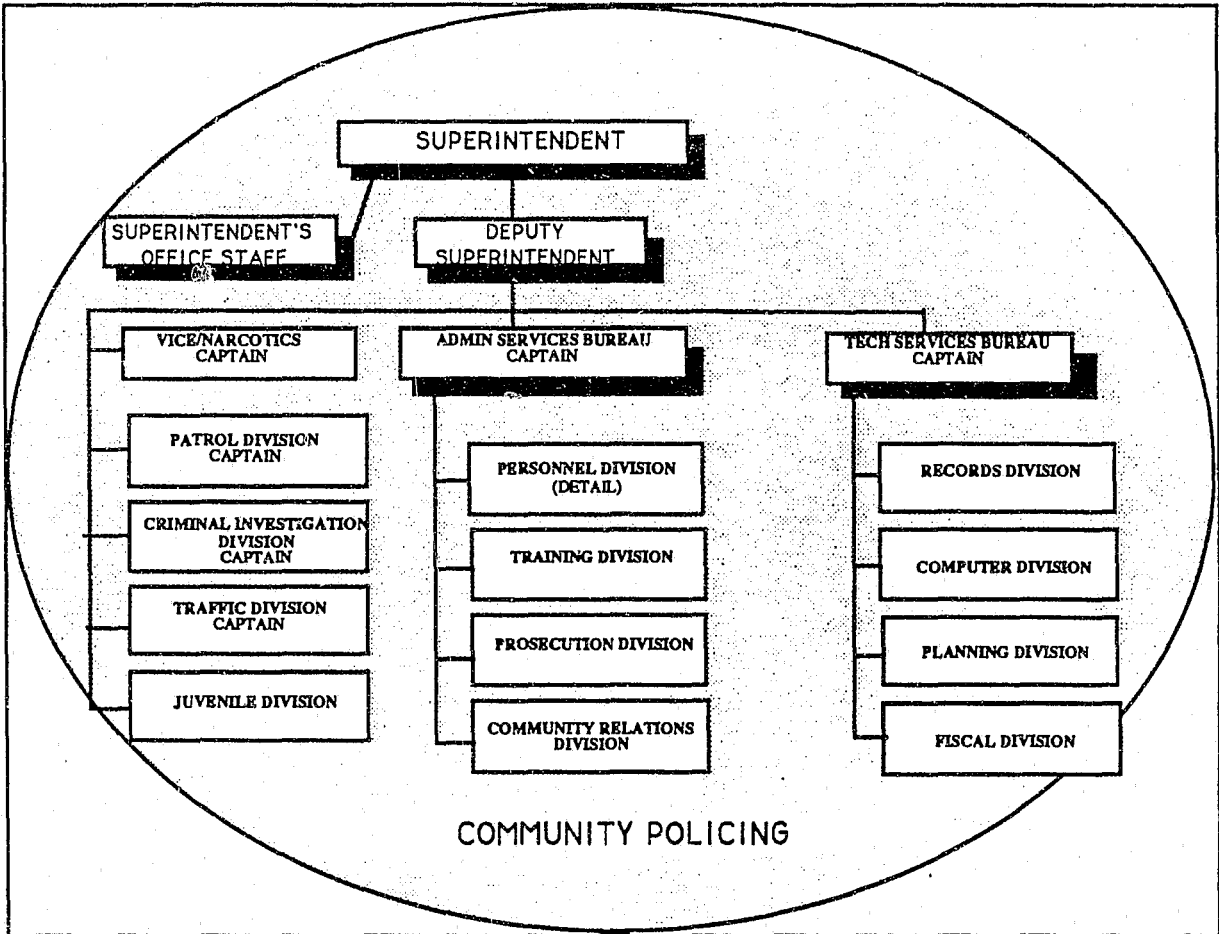 SUPERINTENDENT
SUPERINTENDENT'S
OFFICE STAFF
DEPUTY
SUPERINTENDENT
VICE/NARCOTICS
CAPTAIN
PATROL DIVISION
CAPTAIN
CRIMINAL INVESTIGATION
DIVISION
CAPTAIN
TRAFFIC DIVISION
CAPTAIN
JUVENILE DIVISION
ADMIN SERVICES BUREAU
CAPTAIN
PERSONNEL DIVISION
(DETAIL)
TRAINING DIVISION
PROSECUTION DIVISION
COMMUNITY RELATIONS
DIVISION
TECH SERVICES BUREAU
CAPTAIN
RECORDS DIVISION
COMPUTER DIVISION
PLANNING DIVISION
FISCAL DIVISION
COMMUNITY POLICING